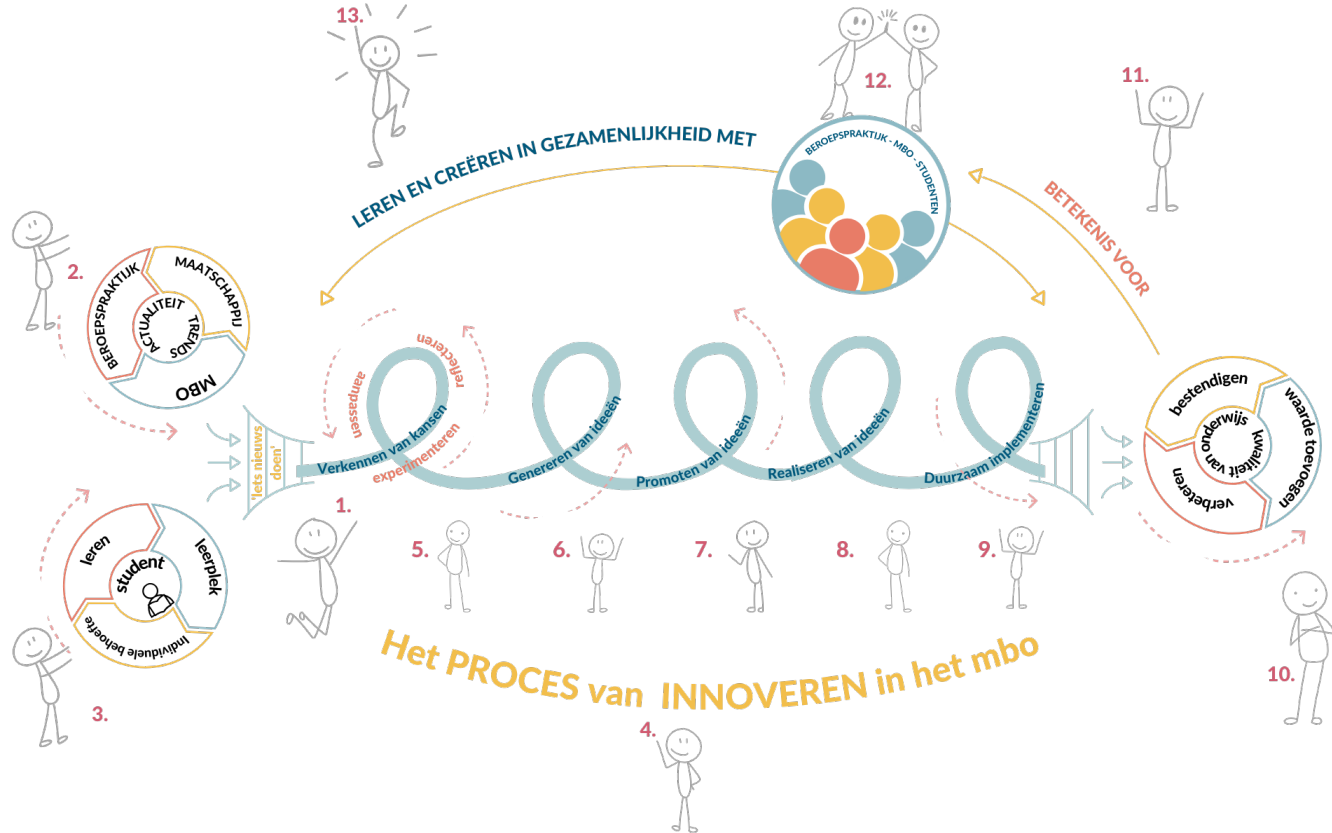 13.
12.
11.
LEREN EN CREËREN IN GEZAMENLIJKHEID MET
BEROEPSPRAKTIJK - MBO - STUDENTEN
BETEKENIS VOOR
2.
BEROEPSPRAKTIJK
MAATSCHAPPIJ
MBO
ACTUALITEIT
TRENDS
'Iets nieuws
doen'
aanpassen
reflecteren
experimenteren
Verkennen van kansen
Genereren van ideeën
Promoten van ideeën
Realiseren van ideeën
Duurzaam implementeren
bestendigen
waarde toevoegen
verbeteren
kwaliteit van onderwijs
1.
5.
6.
7.
8.
9.
leren
leerplek
Individuele behoefte
student
3.
10.
Het PROCES van INNOVEREN in het mbo
4.